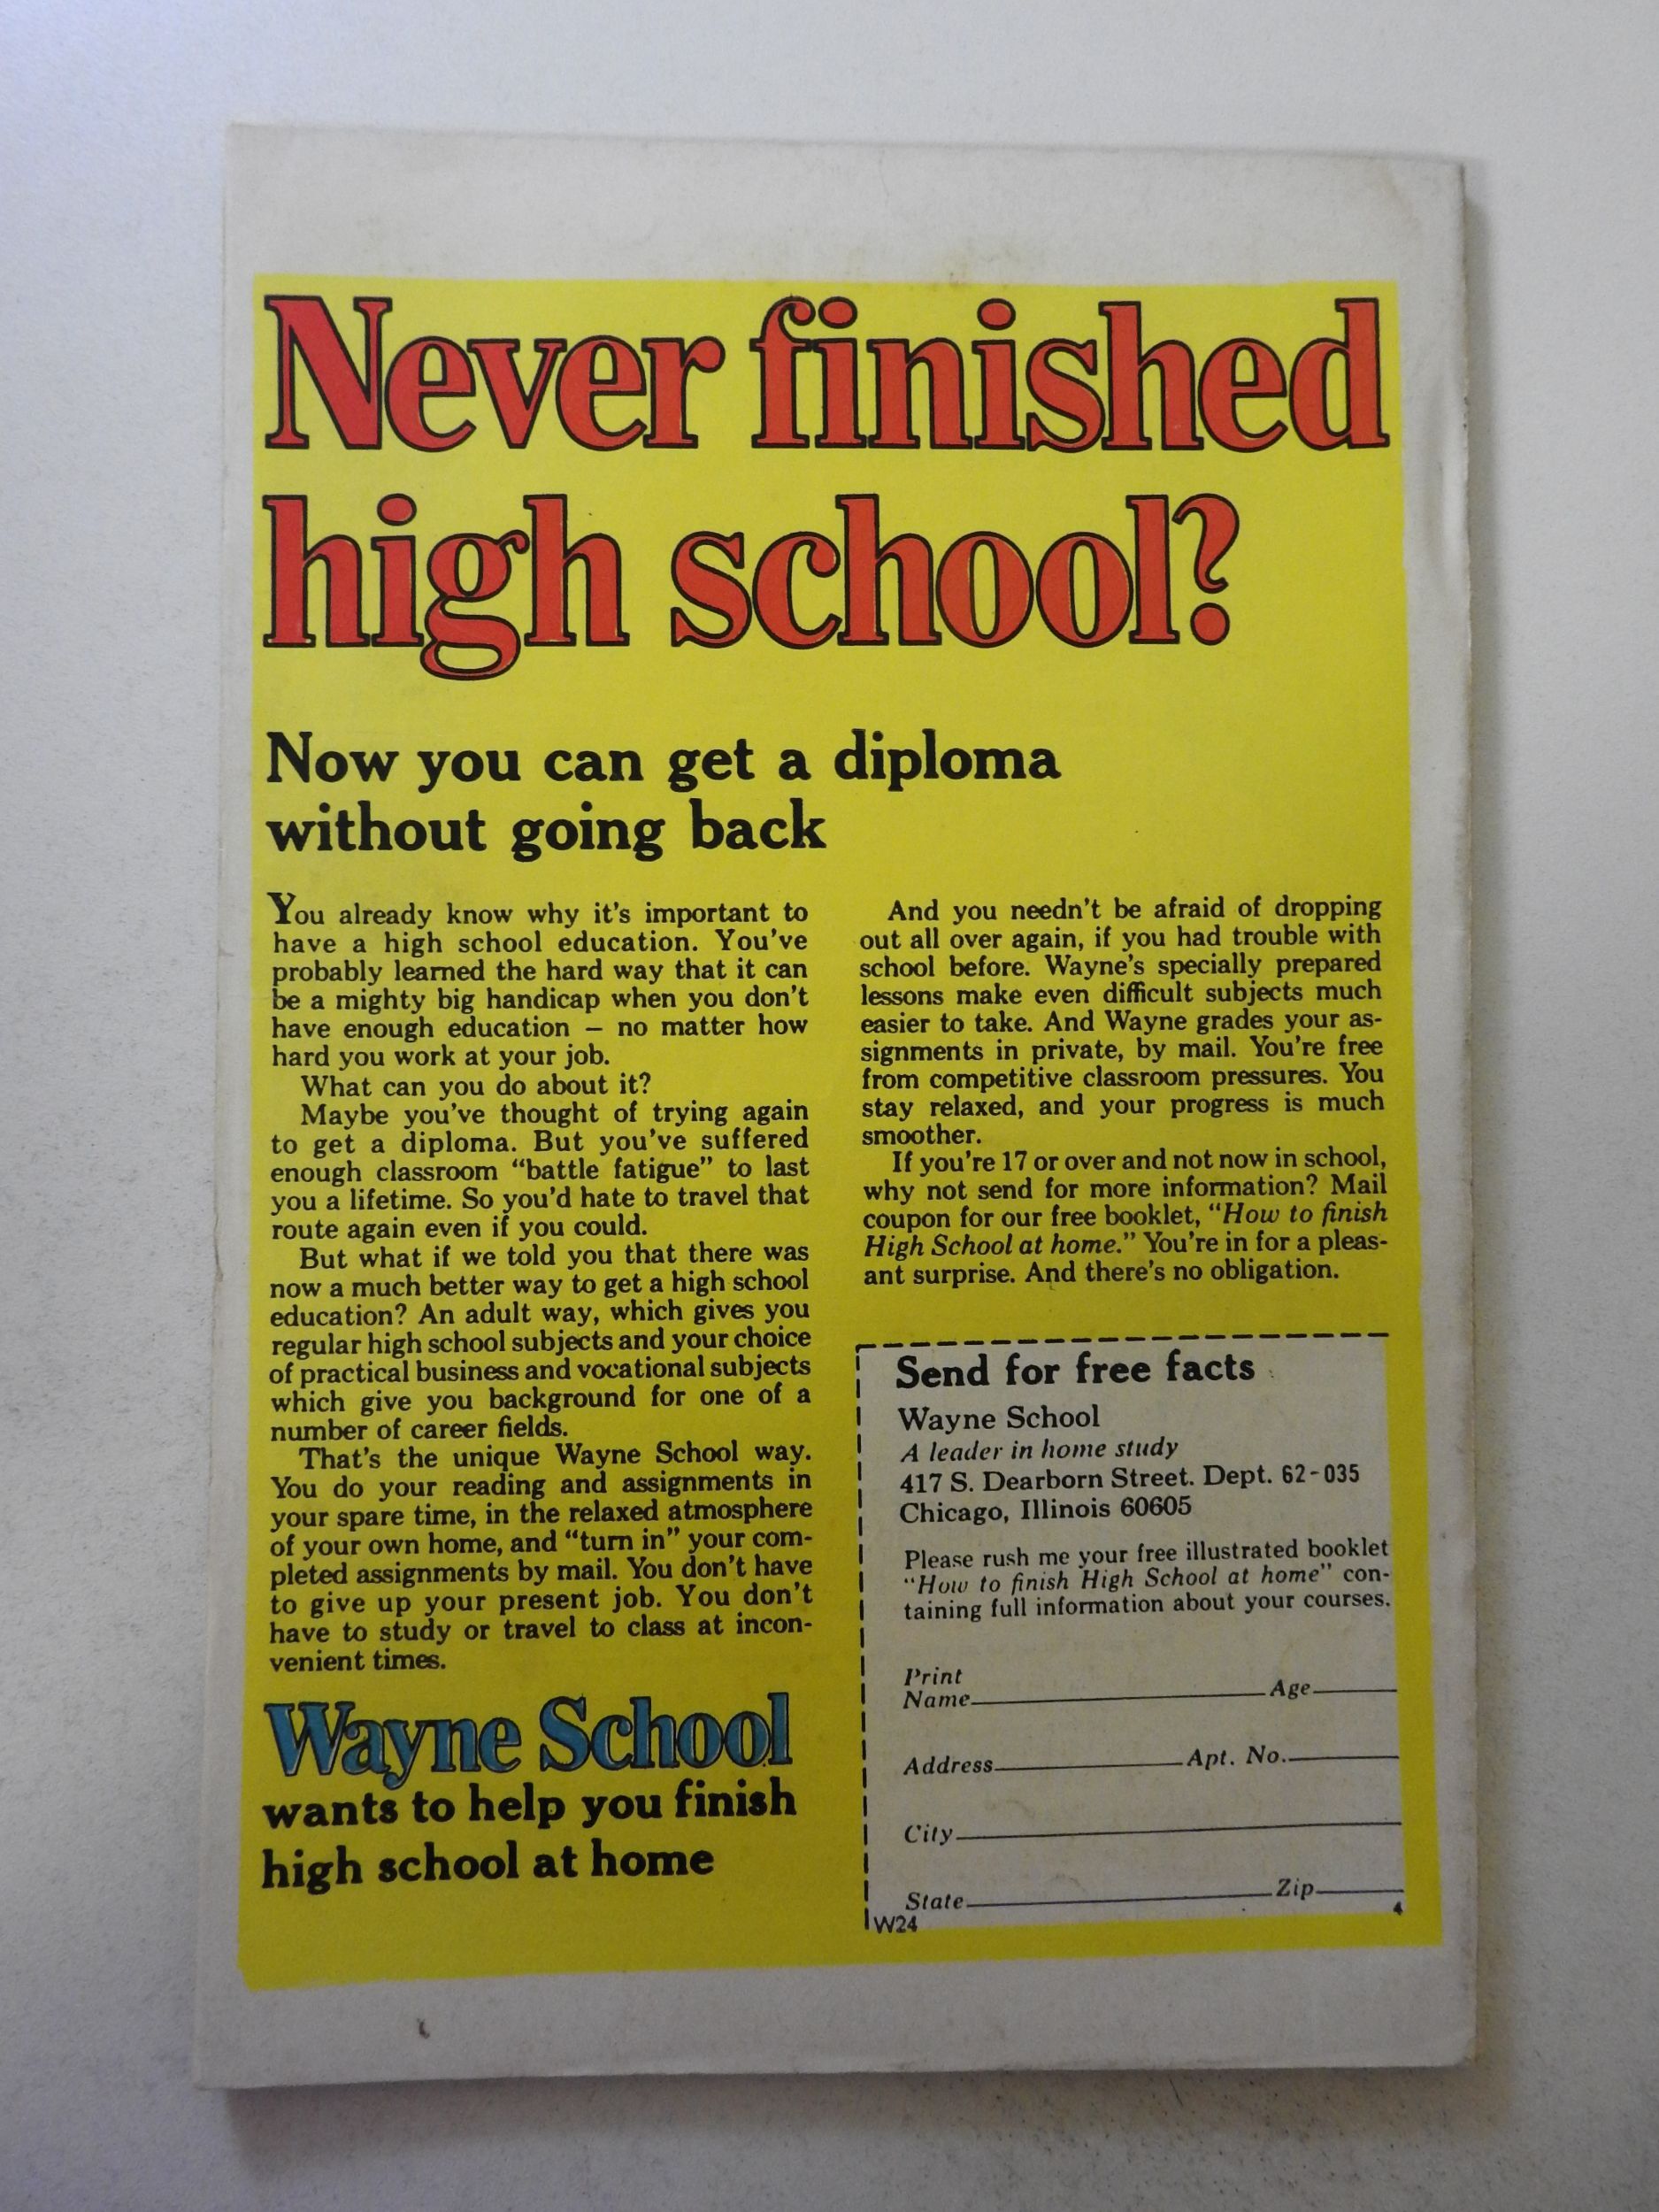 Never finished
high school?
Now you can get a diploma
without going back
You already know why it's important to
have a high school education. You've
probably learned the hard way that it can
be a mighty big handicap when you don't
have enough education – no matter how
hard you work at your job.
What can you do about it?
Maybe you've thought of trying again
to get a diploma. But you've suffered
enough classroom "battle fatigue" to last
you a lifetime. So you'd hate to travel that
route again even if you could.
But what if we told you that there was
now a much better way to get a high school
education? An adult way, which gives you
regular high school subjects and your choice
of practical business and vocational subjects
which give you background for one of a
number of career fields.
That's the unique Wayne School way.
You do your reading and assignments in
your spare time, in the relaxed atmosphere
of your own home, and "turn in" your com-
pleted assignments by mail. You don't have
to give up your present job. You don't
have to study or travel to class at incon-
venient times.
Wayne School
wants to help you finish
high school at home
And you needn't be afraid of dropping
out all over again, if you had trouble with
school before. Wayne's specially prepared
lessons make even difficult subjects much
easier to take. And Wayne grades your as-
signments in private, by mail. You're free
from competitive classroom pressures. You
stay relaxed, and your progress is much
smoother.
If you're 17 or over and not now in school,
why not send for more information? Mail
coupon for our free booklet, "How to finish
High School at home." You're in for a pleas-
ant surprise. And there's no obligation.
Send for free facts
Wayne School
A leader in home study
417 S. Dearborn Street. Dept. 62-035
Chicago, Illinois 60605
Please rush me your free illustrated booklet
"How to finish High School at home" con-
taining full information about your courses.
Print
Name Age
Address Apt. No.
City
State Zip
W24 4